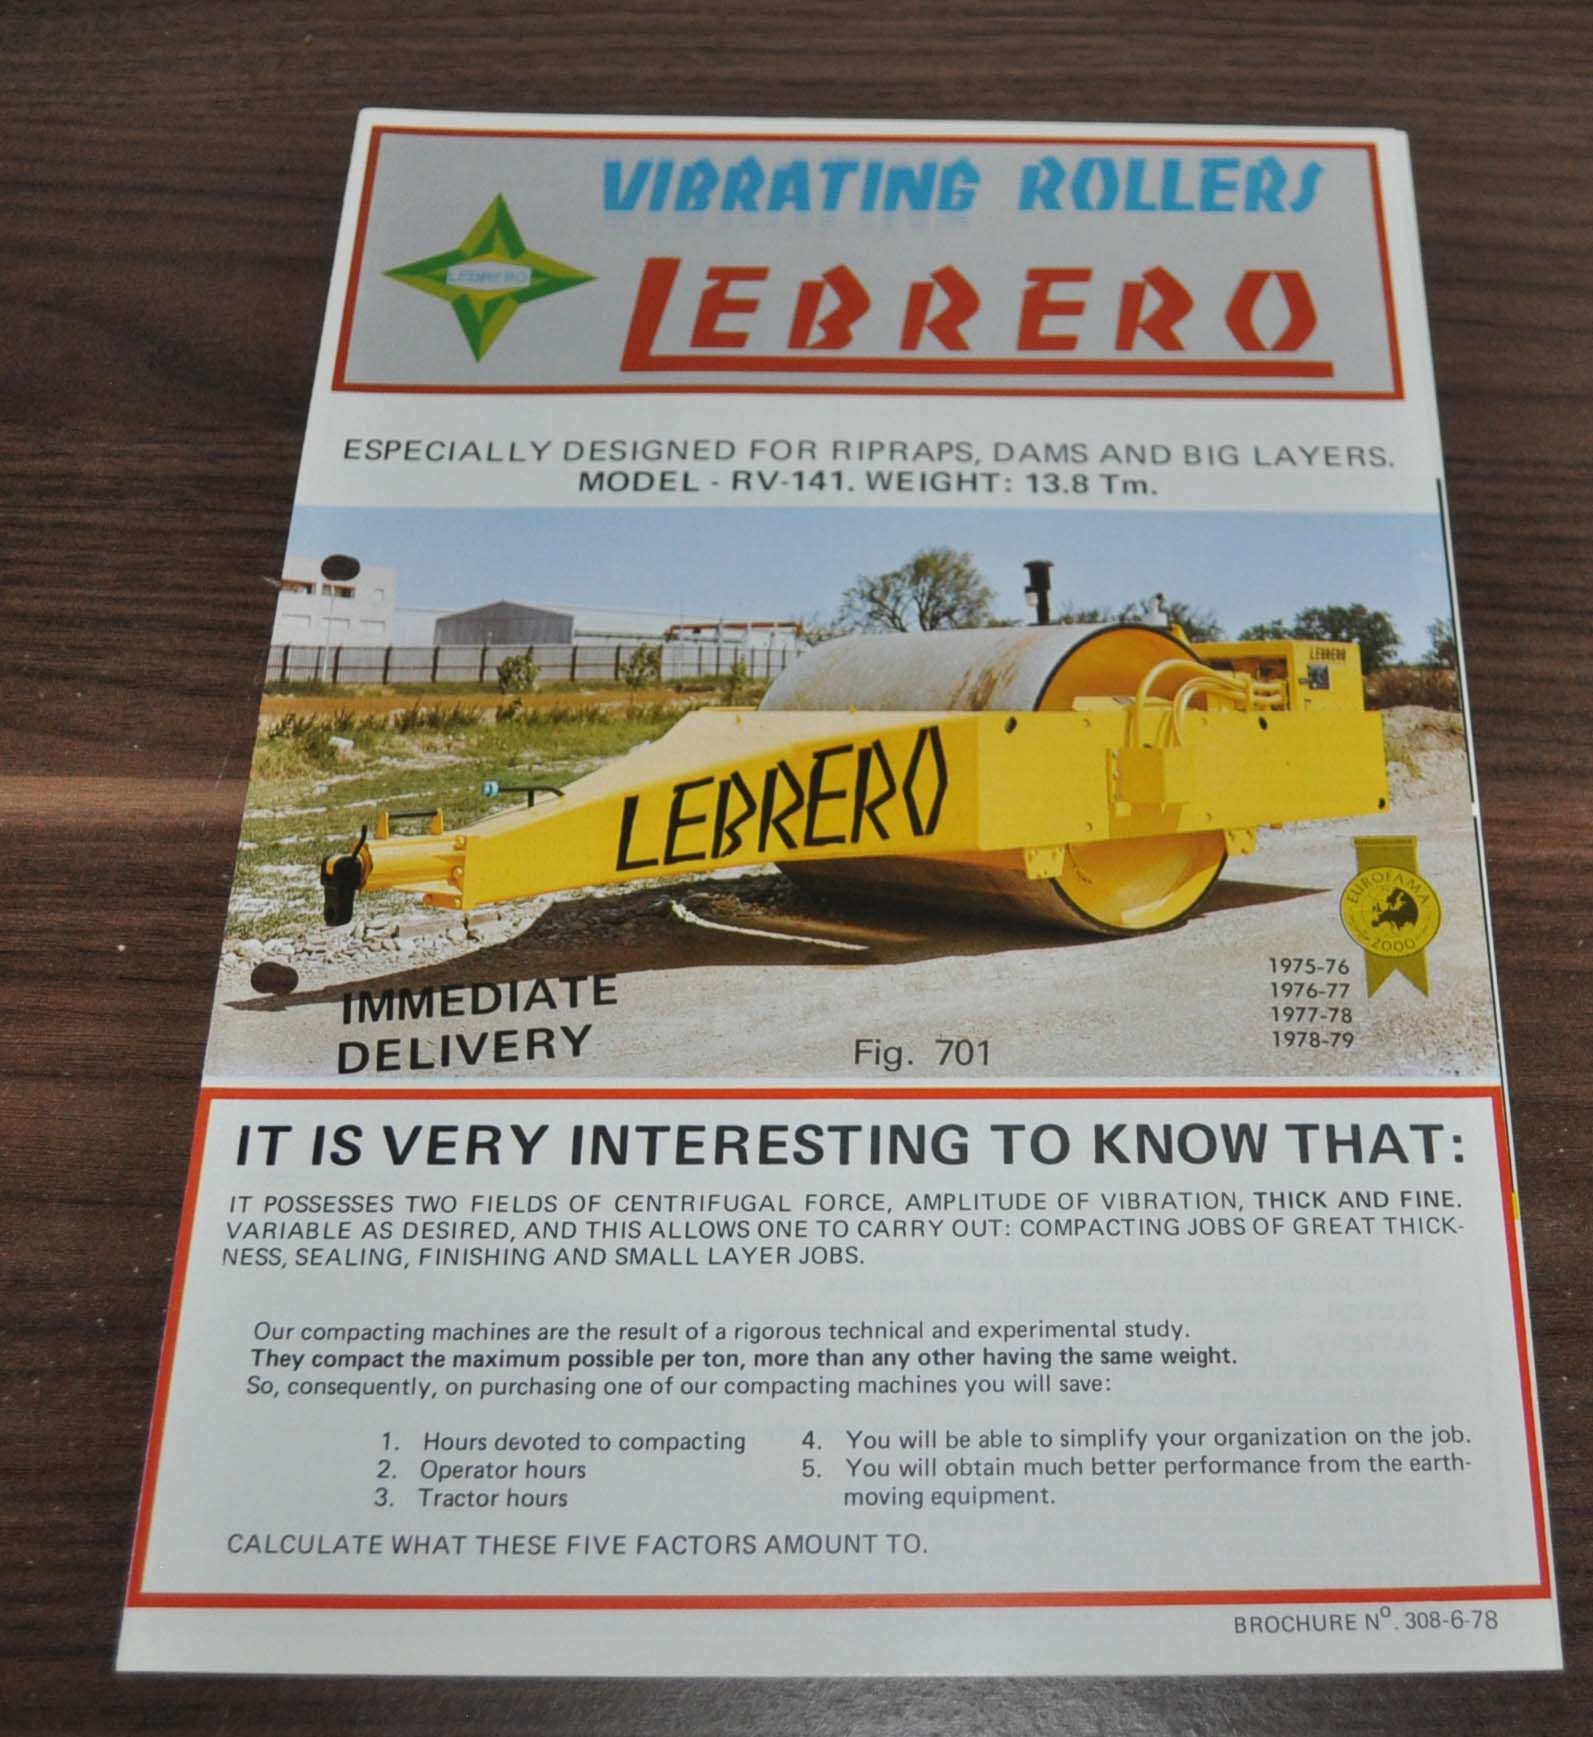 VIBRATING ROLLERS
LEBRERO
LEBRERO
ESPECIALLY DESIGNED FOR RIPRAPS, DAMS AND BIG LAYERS.
MODEL - RV-141. WEIGHT: 13.8 Tm.
LEBRERO
LEBRERO
EUROFAMA
2000
1975-76
1976-77
1977-78
1978-79
IMMEDIATE
DELIVERY
Fig. 701
IT IS VERY INTERESTING TO KNOW THAT:
IT POSSESSES TWO FIELDS OF CENTRIFUGAL FORCE, AMPLITUDE OF VIBRATION, THICK AND FINE.
VARIABLE AS DESIRED, AND THIS ALLOWS ONE TO CARRY OUT: COMPACTING JOBS OF GREAT THICK-
NESS, SEALING, FINISHING AND SMALL LAYER JOBS.
Our compacting machines are the result of a rigorous technical and experimental study.
They compact the maximum possible per ton, more than any other having the same weight.
So, consequently, on purchasing one of our compacting machines you will save:
1. Hours devoted to compacting
2. Operator hours
3. Tractor hours
4. You will be able to simplify your organization on the job.
5. You will obtain much better performance from the earth-
moving equipment.
CALCULATE WHAT THESE FIVE FACTORS AMOUNT TO.
BROCHURE Nº. 308-6-78